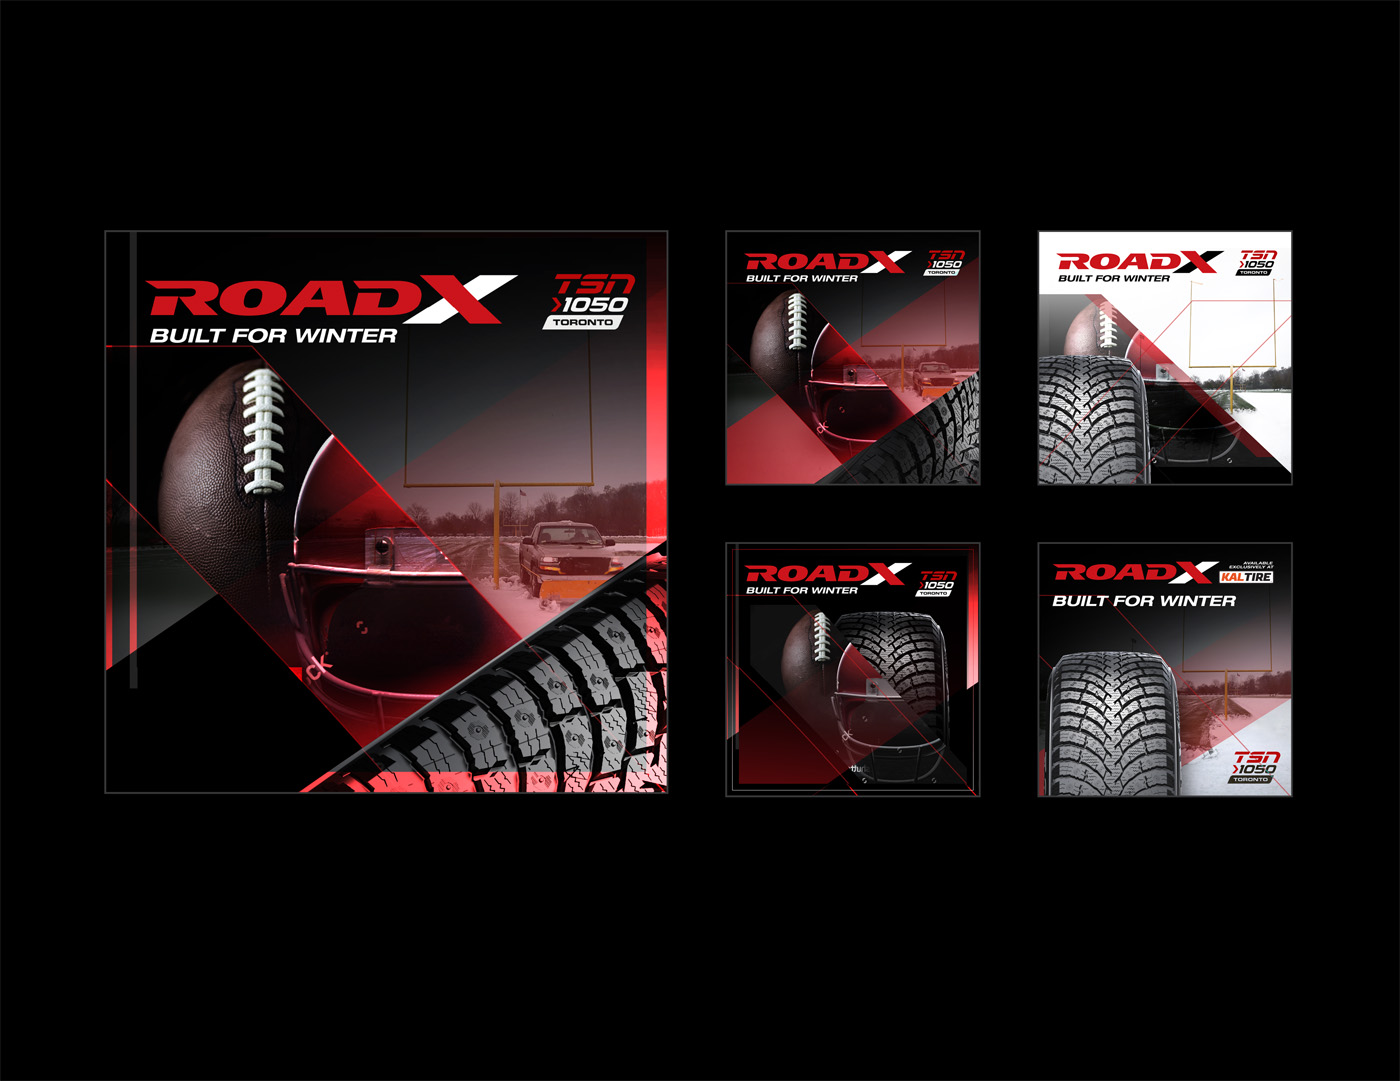 ROADX
BUILT FOR WINTER
TSN
1050
TORONTO
ROADX
BUILT FOR WINTER
TSN
1050
TORONTO
ROADX
BUILT FOR WINTER
TSN
1050
TORONTO
ROADX
BUILT FOR WINTER
TSN
1050
TORONTO
ROADX
AVAILABLE
EXCLUSIVELY AT
KALTIRE
BUILT FOR WINTER
TSN
1050
TORONTO